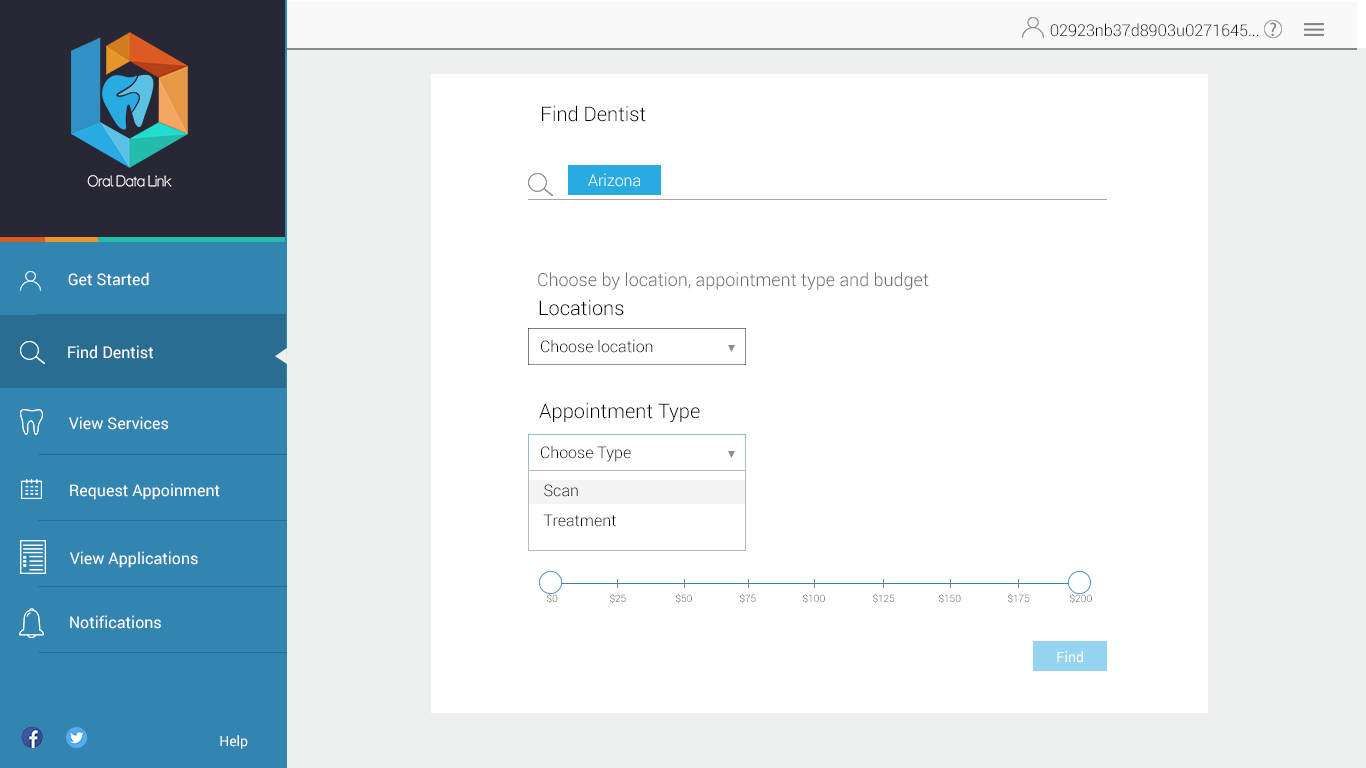 Oral Data Link
Get Started
Find Dentist
View Services
Request Appoinment
View Applications
Notifications
Help
02923nb37d8903u0271645...
?
Find Dentist
Arizona
Choose by location, appointment type and budget
Locations
Choose location
Appointment Type
Choose Type
Scan
Treatment
$0 $25 $50 $75 $100 $125 $150 $175 $200
Find